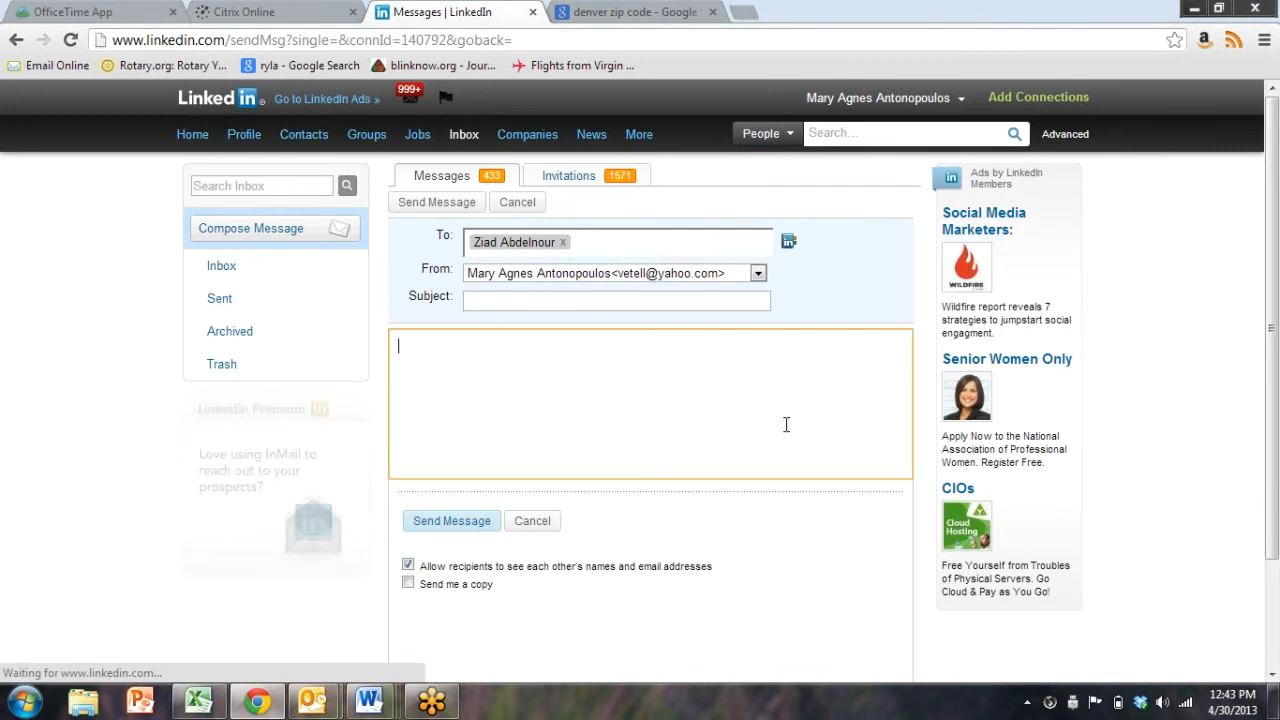 OfficeTime App
Citrix Online
Messages | LinkedIn
denver zip code - Google
www.linkedin.com/sendMsg?single=&connId=140792&goback=
Email Online
Rotary.org: Rotary Y...
ryla - Google Search
blinknow.org - Jour...
Flights from Virgin ...
Linked in
Go to LinkedIn Ads »
999+
Mary Agnes Antonopoulos
Add Connections
Home Profile Contacts Groups Jobs Inbox Companies News More
People
Search...
Advanced
Search Inbox
Compose Message
Inbox
Sent
Archived
Trash
LinkedIn Premium in
Love using InMail to
reach out to your
prospects?
Messages 433
Invitations 1571
Send Message Cancel
To: Ziad Abdelnour x
From: Mary Agnes Antonopoulos<vetell@yahoo.com>
Subject:
Send Message Cancel
Allow recipients to see each other's names and email addresses
Send me a copy
Ads by LinkedIn
Members
Social Media
Marketers:
WILDFIRE
Wildfire report reveals 7
strategies to jumpstart social
engagment.
Senior Women Only
Apply Now to the National
Association of Professional
Women. Register Free.
CIOs
Cloud
Hosting
Free Yourself from Troubles
of Physical Servers. Go
Cloud & Pay as You Go!
Waiting for www.linkedin.com...
12:43 PM
4/30/2013